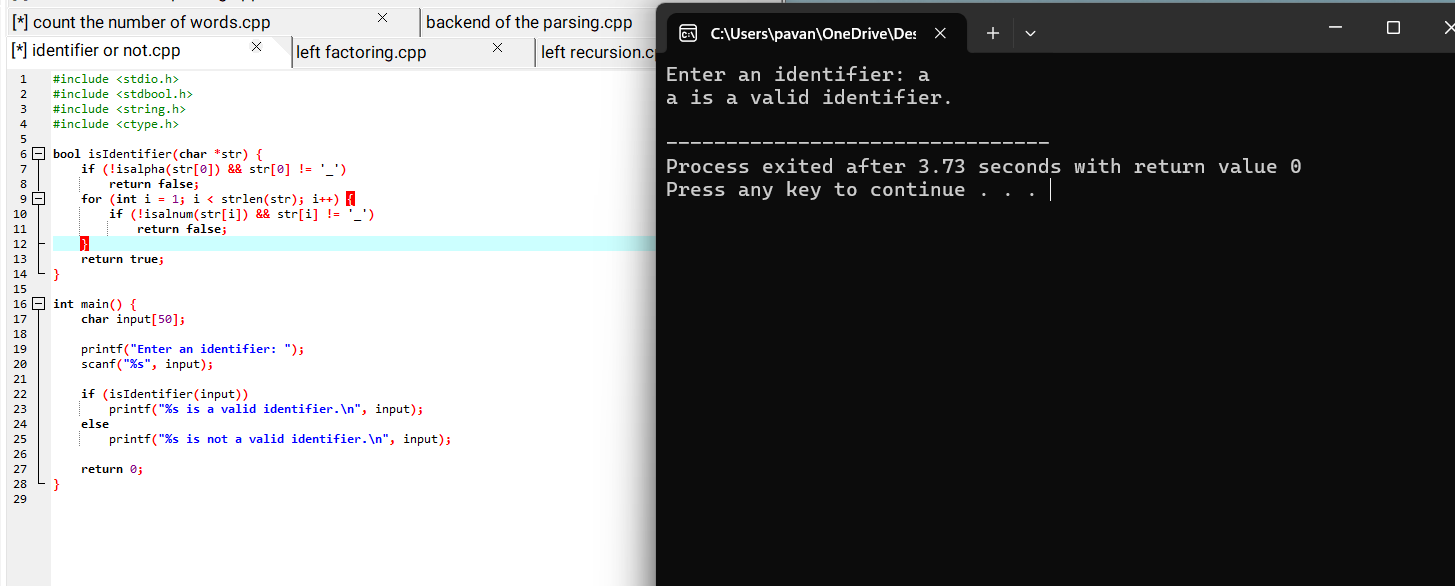 [*] count the number of words.cpp
backend of the parsing.cpp
[*] identifier or not.cpp
left factoring.cpp
left recursion.c
1 #include <stdio.h>
2 #include <stdbool.h>
3 #include <string.h>
4 #include <ctype.h>
5
6 bool isIdentifier(char *str) {
7 if (!isalpha(str[0]) && str[0] != '_')
8 return false;
9 for (int i = 1; i < strlen(str); i++) {
10 if (!isalnum(str[i]) && str[i] != '_')
11 return false;
12 }
13 return true;
14 }
15
16 int main() {
17 char input[50];
18
19 printf("Enter an identifier: ");
20 scanf("%s", input);
21
22 if (isIdentifier(input))
23 printf("%s is a valid identifier.\n", input);
24 else
25 printf("%s is not a valid identifier.\n", input);
26
27 return 0;
28 }
29
C:\Users\pavan\OneDrive\Des
Enter an identifier: a
a is a valid identifier.
--------------------------------
Process exited after 3.73 seconds with return value 0
Press any key to continue . . .